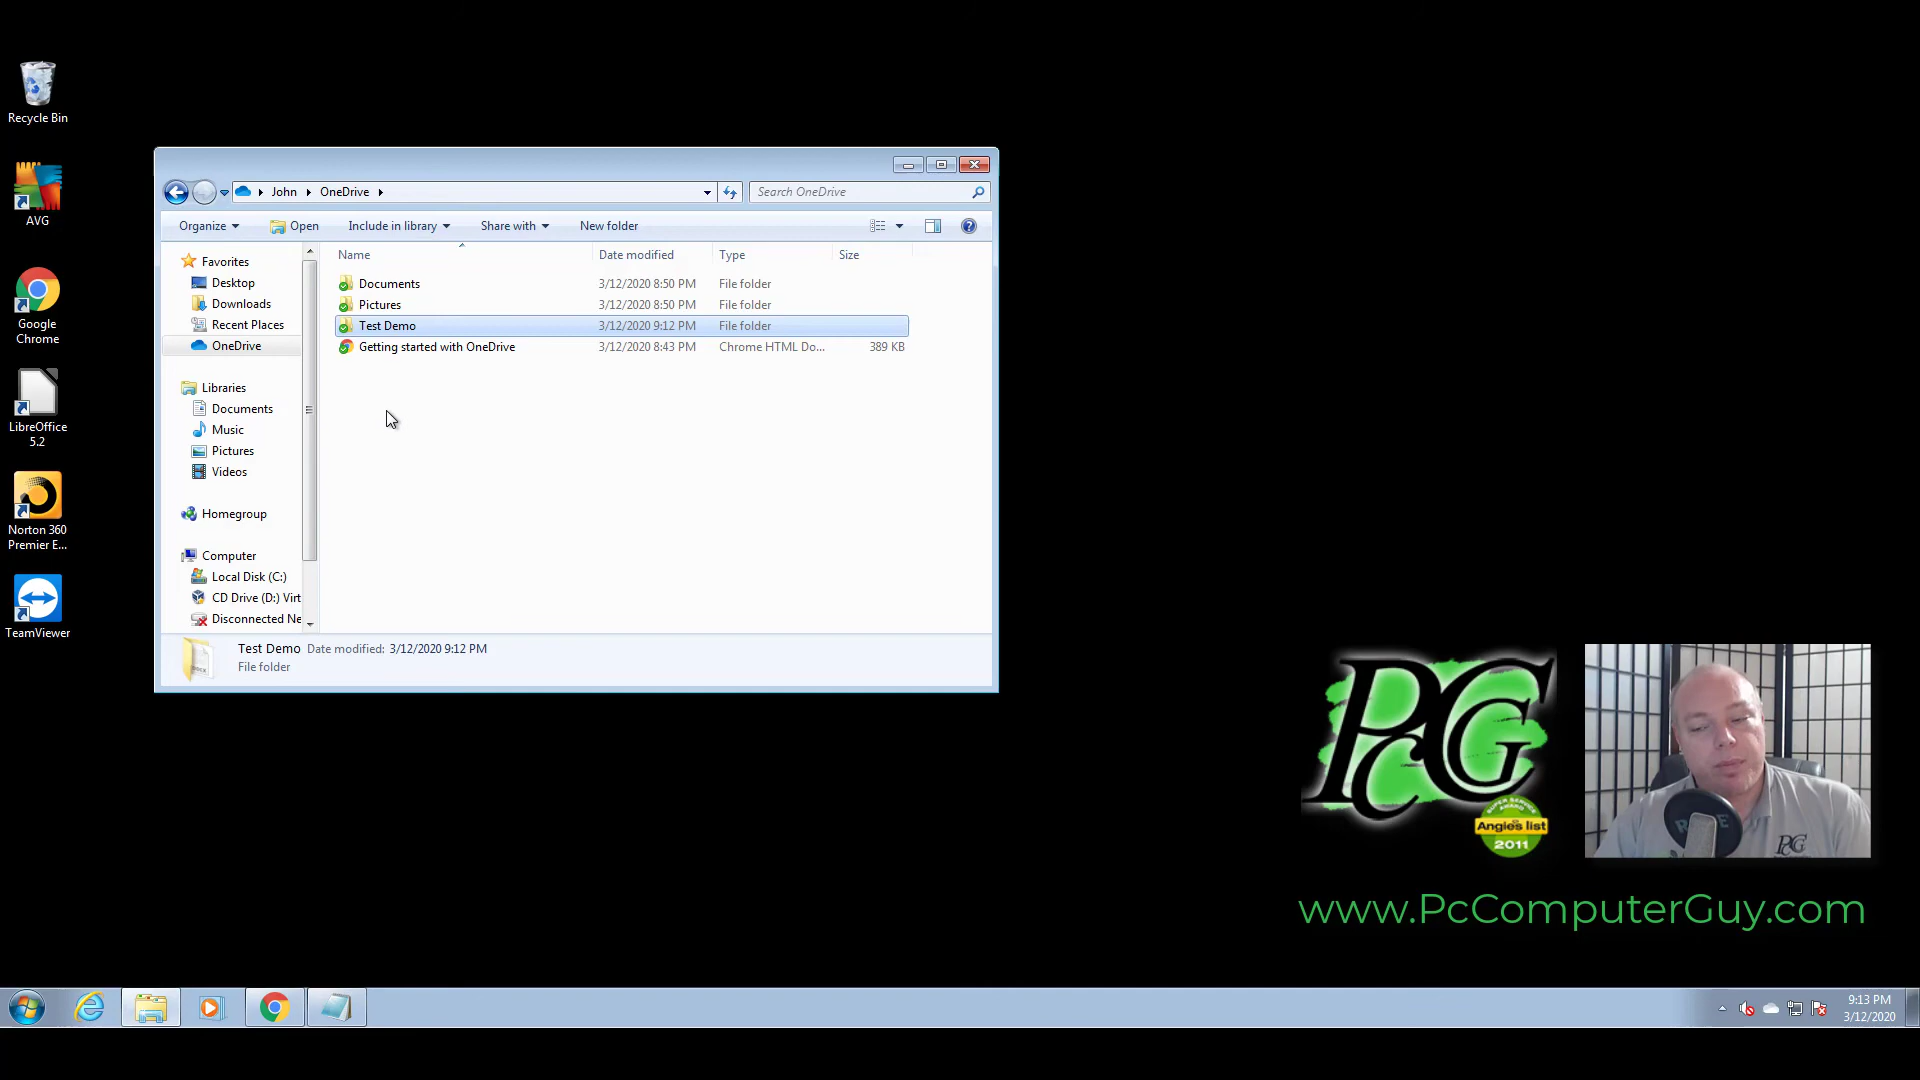 Recycle Bin
AVG
Google
Chrome
LibreOffice
5.2
Norton 360
Premier E...
TeamViewer
John
OneDrive
Search OneDrive
Organize
Open
Include in library
Share with
New folder
Favorites
Desktop
Downloads
Recent Places
OneDrive
Libraries
Documents
Music
Pictures
Videos
Homegroup
Computer
Local Disk (C:)
CD Drive (D:) Virt
Disconnected Ne
Name Date modified Type Size
Documents 3/12/2020 8:50 PM File folder
Pictures 3/12/2020 8:50 PM File folder
Test Demo 3/12/2020 9:12 PM File folder
Getting started with OneDrive 3/12/2020 8:43 PM Chrome HTML Do... 389 KB
Test Demo Date modified: 3/12/2020 9:12 PM
File folder
PcG
SUPER SERVICE
AWARD
Angie's list
2011
RODE
PcG
www.PcComputerGuy.com
9:13 PM
3/12/2020